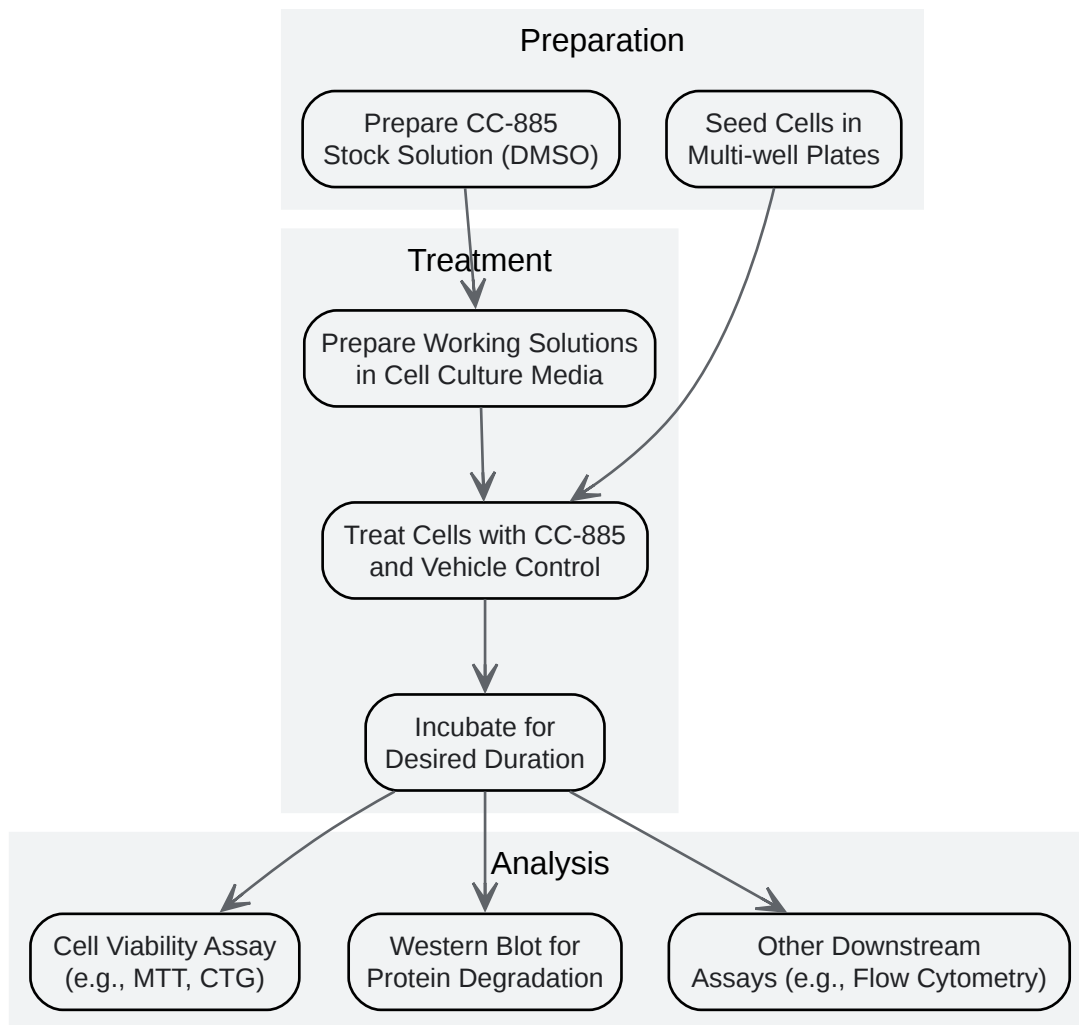 Preparation
Prepare CC-885
Stock Solution (DMSO)
Seed Cells in
Multi-well Plates
Treatment
Prepare Working Solutions
in Cell Culture Media
Treat Cells with CC-885
and Vehicle Control
Incubate for
Desired Duration
Analysis
Cell Viability Assay
(e.g., MTT, CTG)
Western Blot for
Protein Degradation
Other Downstream
Assays (e.g., Flow Cytometry)